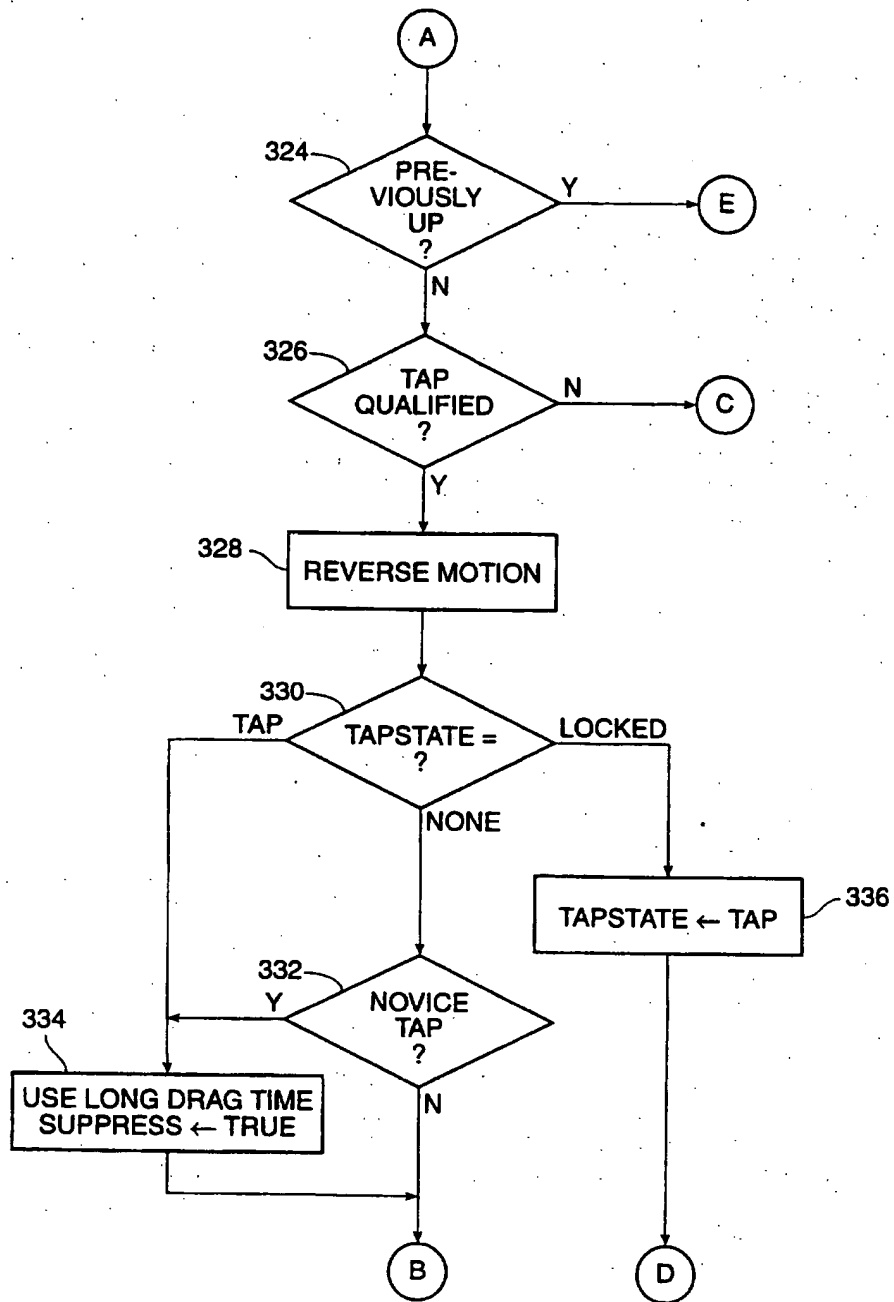 A
324
PRE-
VIOUSLY
UP
?
Y
E
N
326
TAP
QUALIFIED
?
N
C
Y
328
REVERSE MOTION
330
TAP
TAPSTATE =
?
LOCKED
NONE
TAPSTATE ← TAP
336
332
Y
NOVICE
TAP
?
334
N
USE LONG DRAG TIME
SUPPRESS ← TRUE
B
D